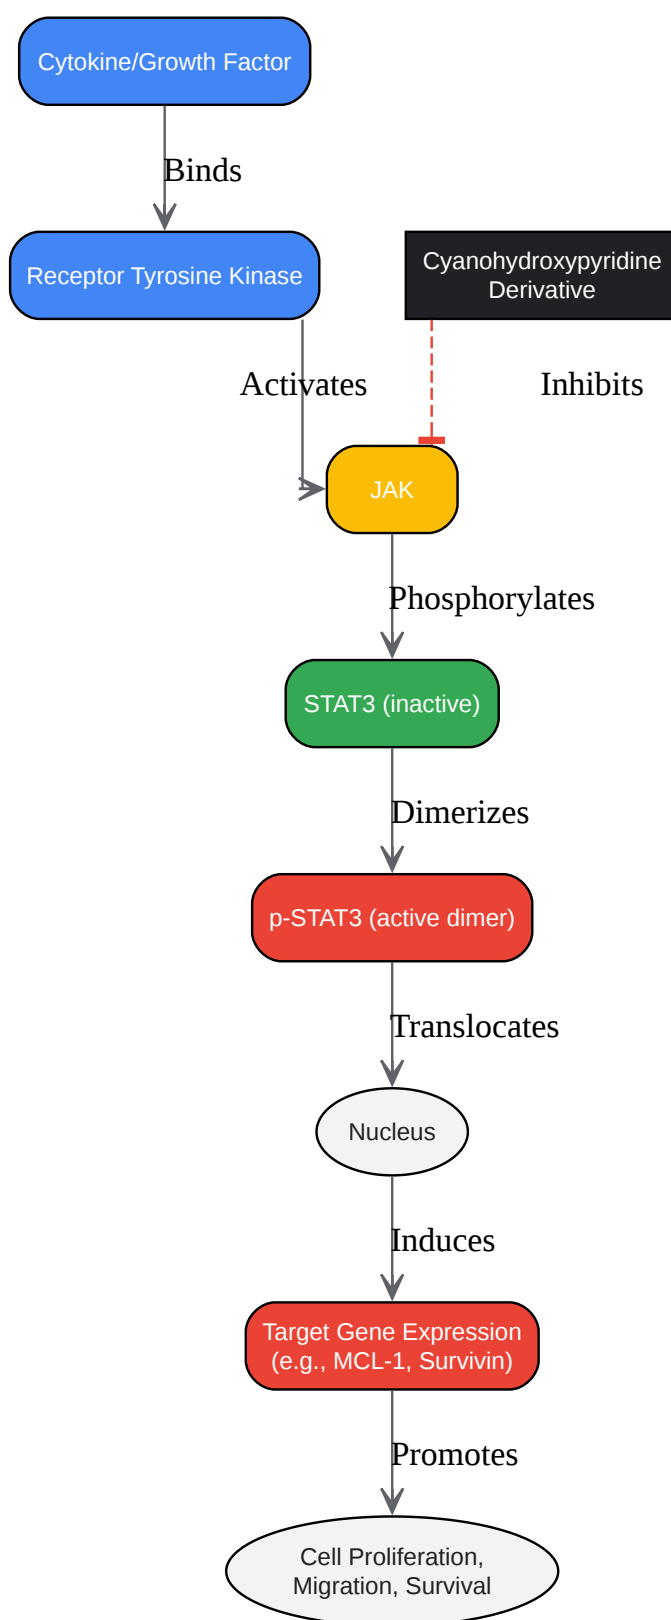 Cytokine/Growth Factor
Binds
Receptor Tyrosine Kinase
Cyanohydroxypyridine
Derivative
Activates
Inhibits
JAK
Phosphorylates
STAT3 (inactive)
Dimerizes
p-STAT3 (active dimer)
Translocates
Nucleus
Induces
Target Gene Expression
(e.g., MCL-1, Survivin)
Promotes
Cell Proliferation,
Migration, Survival